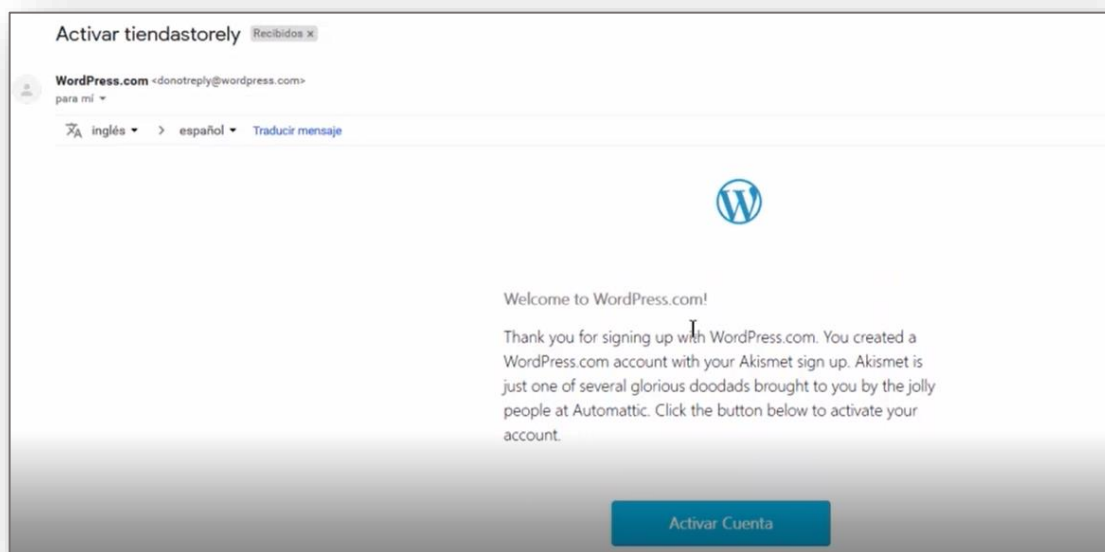 Activar tiendastorely Recibidos x
WordPress.com <donotreply@wordpress.com>
para mí
inglés > español Traducir mensaje
Welcome to WordPress.com!
Thank you for signing up with WordPress.com. You created a
WordPress.com account with your Akismet sign up. Akismet is
just one of several glorious doodads brought to you by the jolly
people at Automattic. Click the button below to activate your
account.
Activar Cuenta